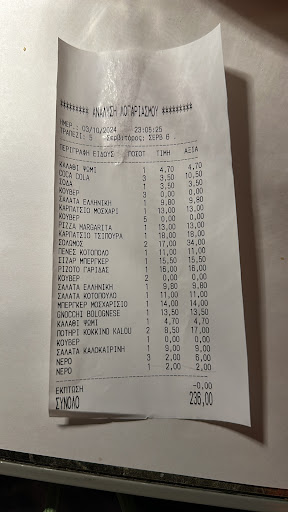 ******** ΑΝΑΛΥΣΗ ΛΟΓΑΡΙΑΣΜΟΥ ********
ΗΜΕΡ.: 03/10/2024 23:05:25
ΤΡΑΠΕΖΙ: 5 Σερβιτόρος: ΣΕΡΒ 6
ΠΕΡΙΓΡΑΦΗ ΕΙΔΟΥΣ ΠΟΣΟΤ ΤΙΜΗ ΑΞΙΑ
ΚΑΛΑΘΙ ΨΩΜΙ 1 4,70 4,70
COCA COLA 3 3,50 10,50
ΣΟΔΑ 1 3,50 3,50
ΚΟΥΒΕΡ 1 0,00 0,00
ΣΑΛΑΤΑ ΕΛΛΗΝΙΚΗ 1 9,80 9,80
ΚΑΡΠΑΤΣΙΟ ΜΟΣΧΑΡΙ 1 13,00 13,00
ΚΟΥΒΕΡ 5 0,00 0,00
PIZZA MARGARITA 1 13,00 13,00
ΚΑΡΠΑΤΣΙΟ ΤΣΙΠΟΥΡΑ 1 18,00 18,00
ΣΟΛΩΜΟΣ 2 17,00 34,00
ΠΕΝΕΣ ΚΟΤΟΠΟΛΟ 1 11,00 11,00
ΣΙΖΑΡ ΜΠΕΡΓΚΕΡ 1 15,50 15,50
ΡΙΖΟΤΟ ΓΑΡΙΔΑΣ 1 16,00 16,00
ΚΟΥΒΕΡ 2 0,00 0,00
ΣΑΛΑΤΑ ΕΛΛΗΝΙΚΗ 1 9,80 9,80
ΣΑΛΑΤΑ ΚΟΤΟΠΟΥΛΟ 1 11,00 11,00
ΜΠΕΡΓΚΕΡ ΜΟΣΧΑΡΙΣΙΟ 1 14,00 14,00
GNOCCHI BOLOGNESE 1 13,50 13,50
ΚΑΛΑΘΙ ΨΩΜΙ 1 4,70 4,70
ΠΟΤΗΡΙ ΚΟΚΚΙΝΟ KALOU 2 8,50 17,00
ΚΟΥΒΕΡ 1 0,00 0,00
ΣΑΛΑΤΑ ΚΑΛΟΚΑΙΡΙΝΗ 1 9,00 9,00
ΝΕΡΟ 3 2,00 6,00
ΝΕΡΟ 1 2,00 2,00
ΕΚΠΤΩΣΗ -0,00
ΣΥΝΟΛΟ 236,00